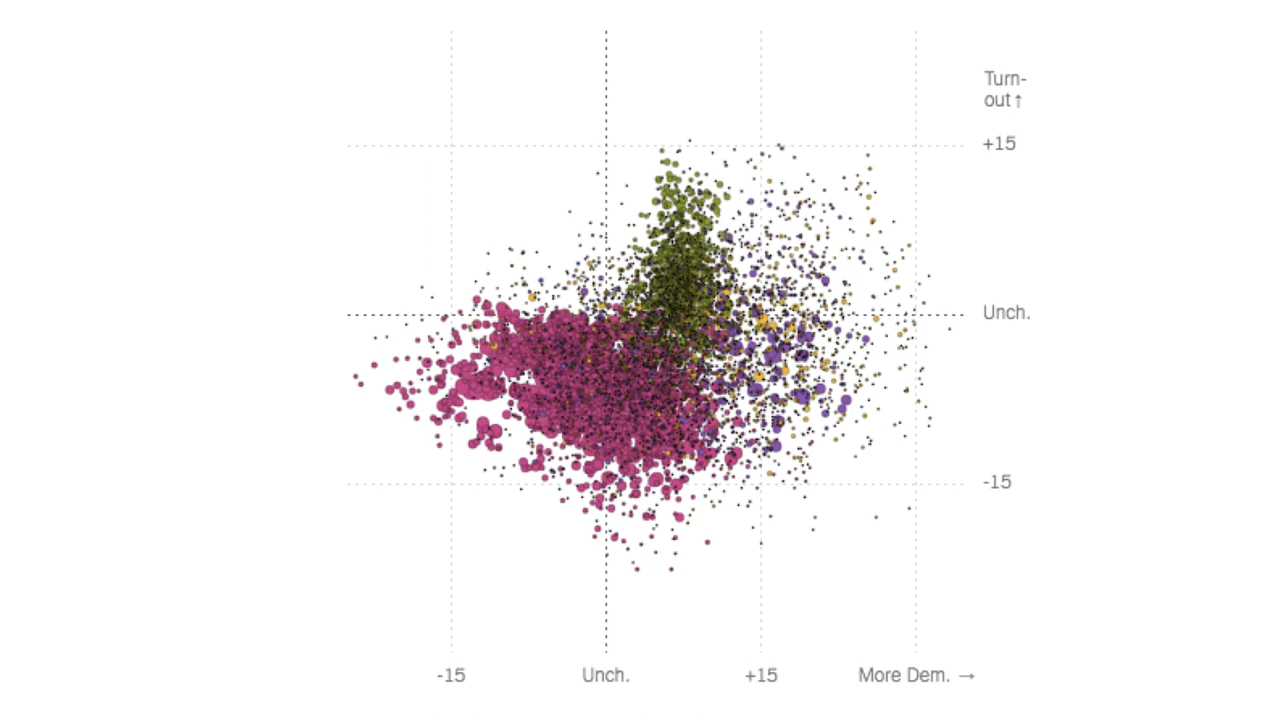 Turn-
out ↑
+15
Unch.
-15
-15
Unch.
+15
More Dem. →